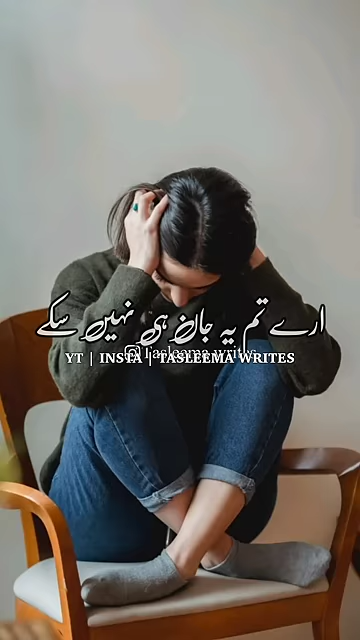 ارے تم یہ جان ہی نہیں سکے
YT | INSTA | TASLEEMA WRITES